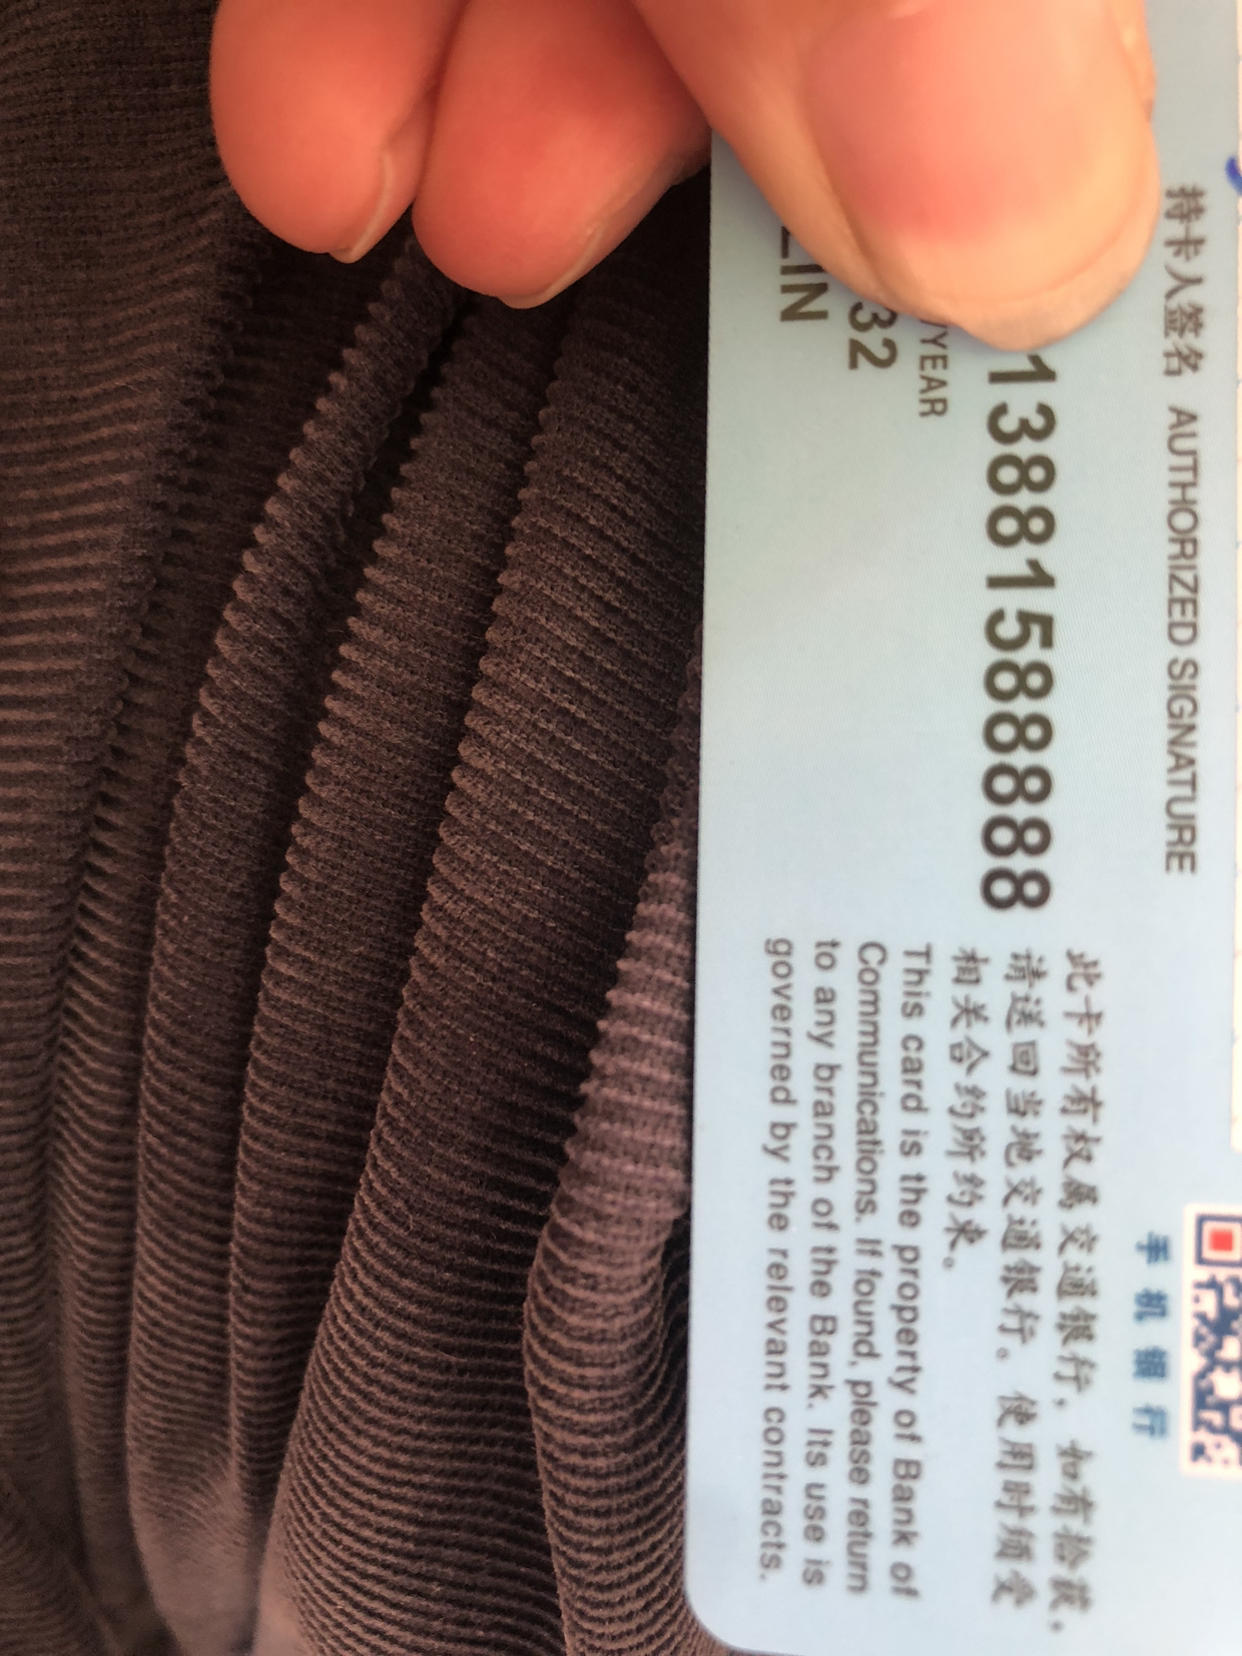 持卡人签名 AUTHORIZED SIGNATURE
13881588888
/YEAR
32
手机银行
此卡所有权属交通银行，如有拾获，
请送回当地交通银行。使用时须受
相关合约所约束。
This card is the property of Bank of
Communications. If found, please return
to any branch of the Bank. Its use is
governed by the relevant contracts.